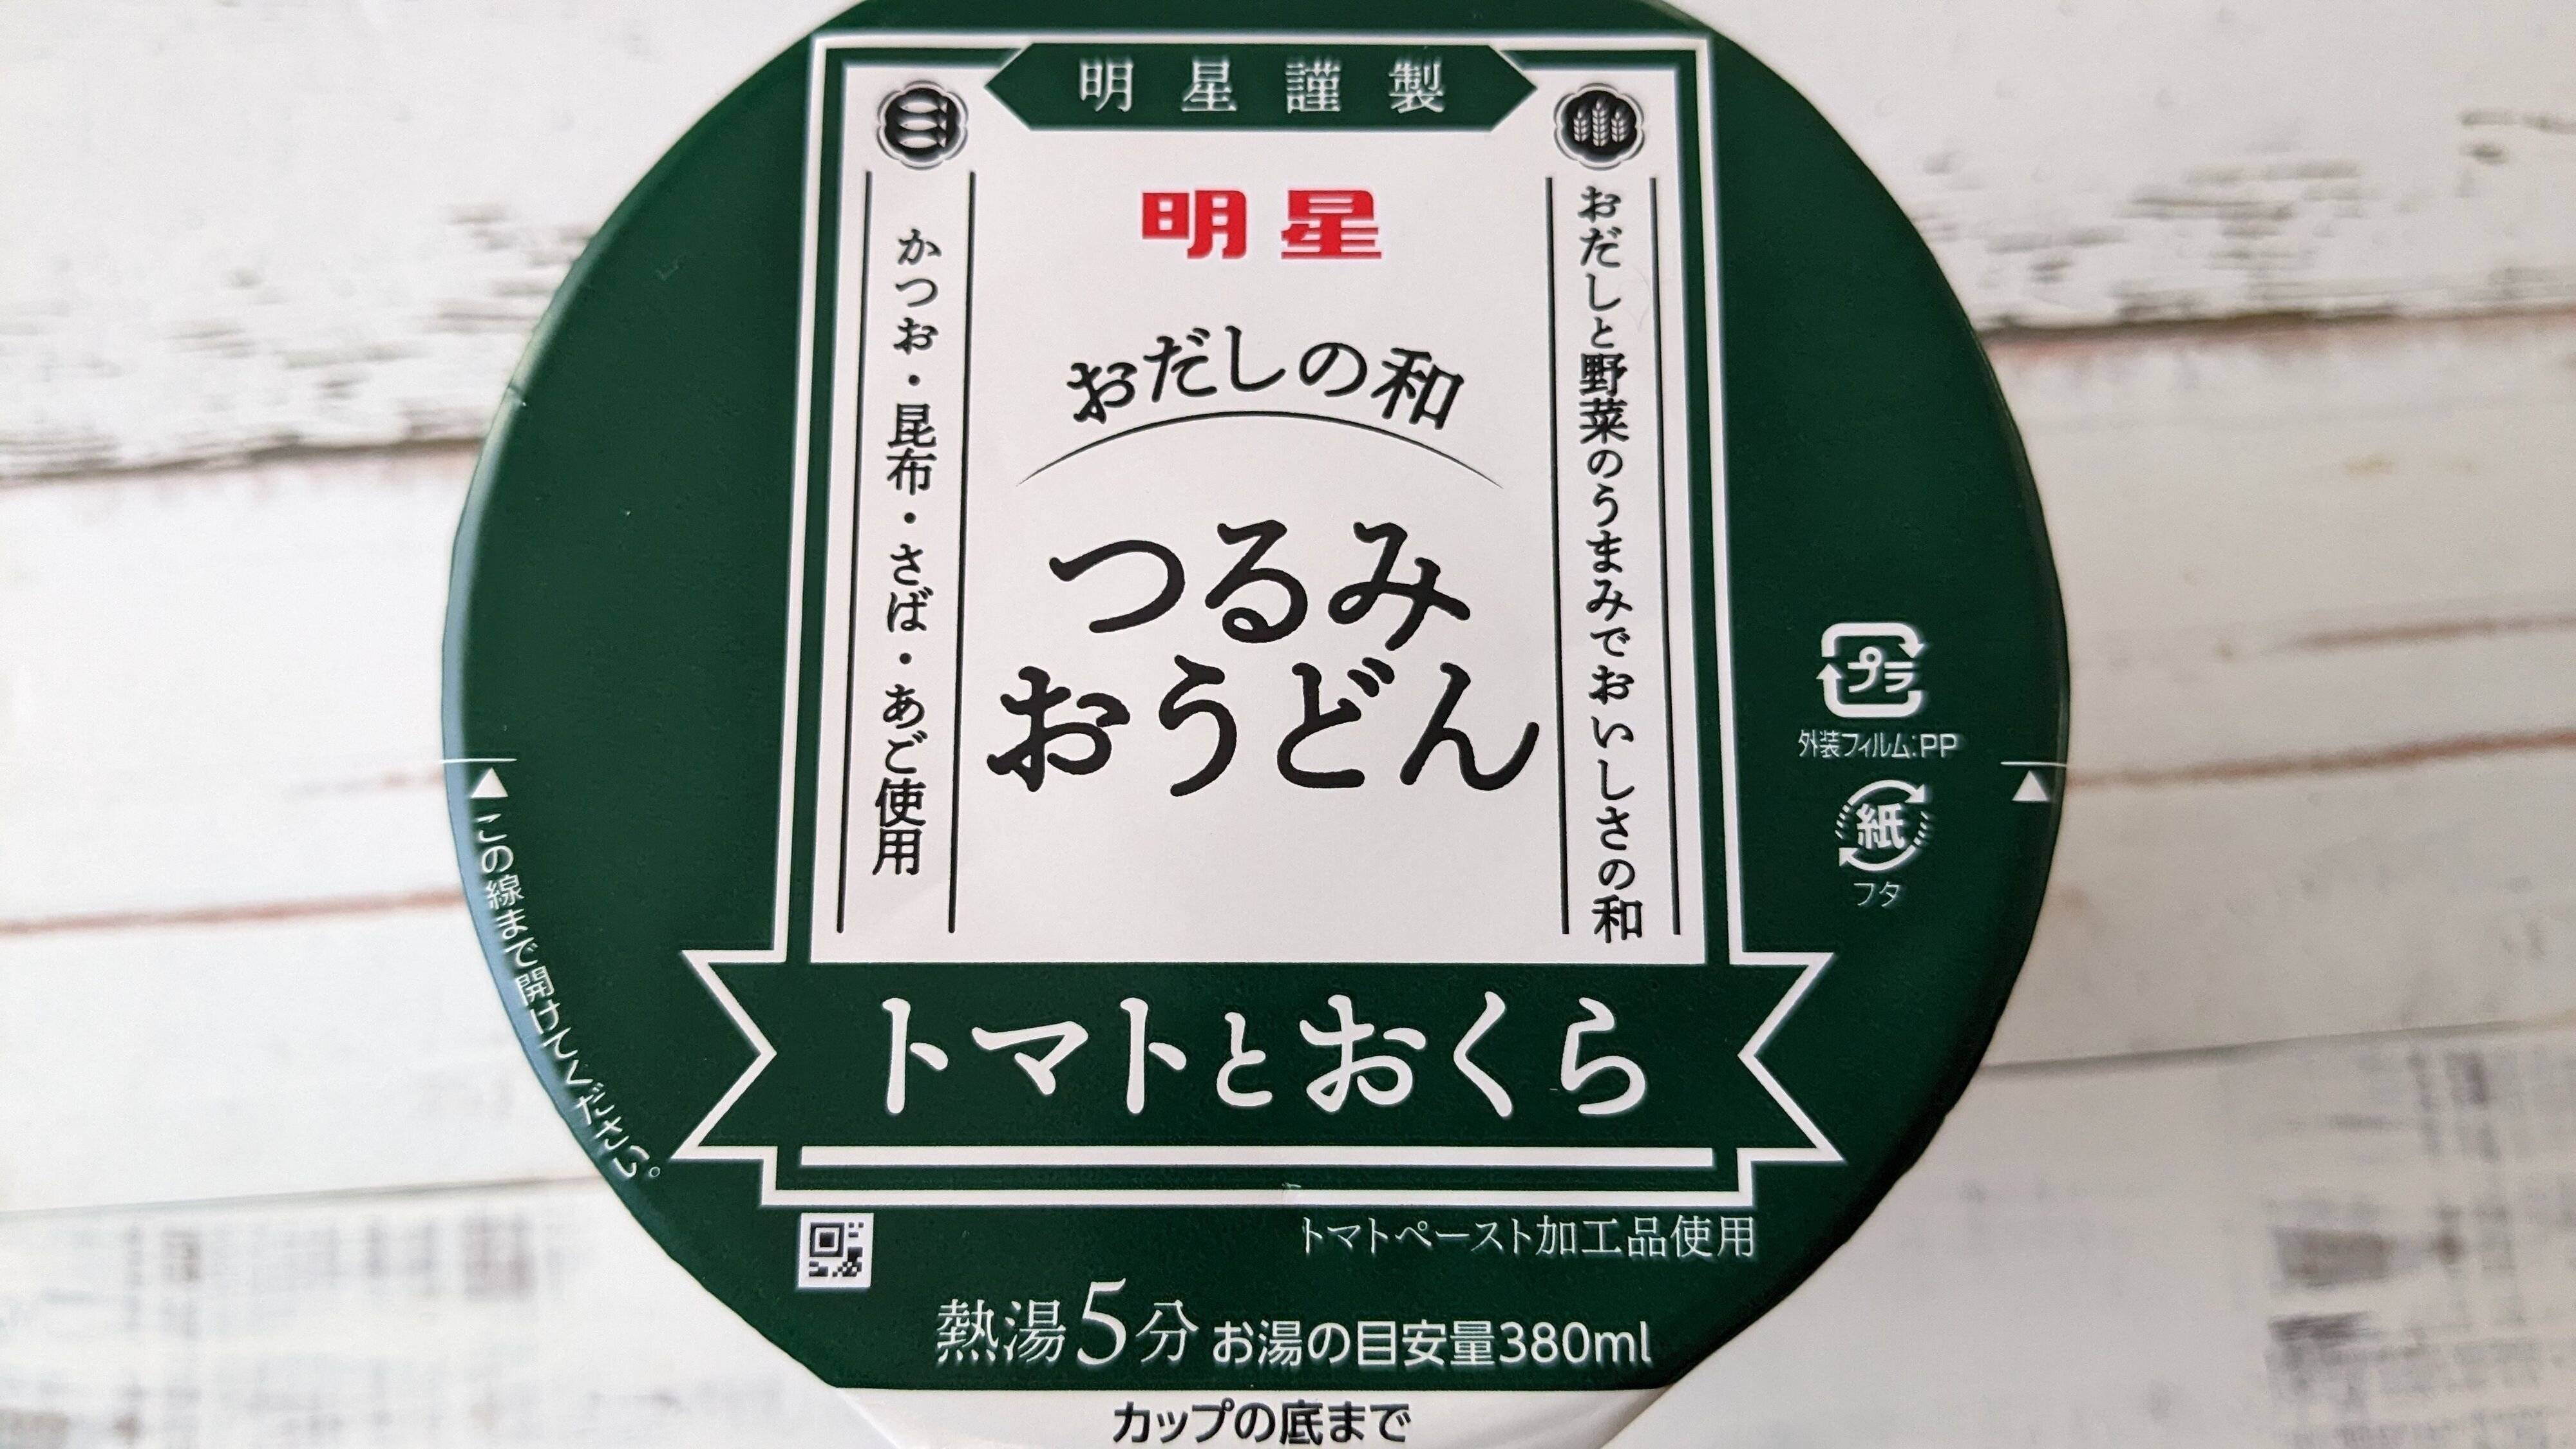 明星謹製
明星
おだしの和
つるみ
おうどん
おだしと野菜のうまみでおいしさの和
かつお・昆布・さば・あご使用
トマトとおくら
トマトペースト加工品使用
熱湯5分 お湯の目安量380ml
カップの底まで
この線まで開けてください。
プラ
外装フィルム:PP
紙
フタ